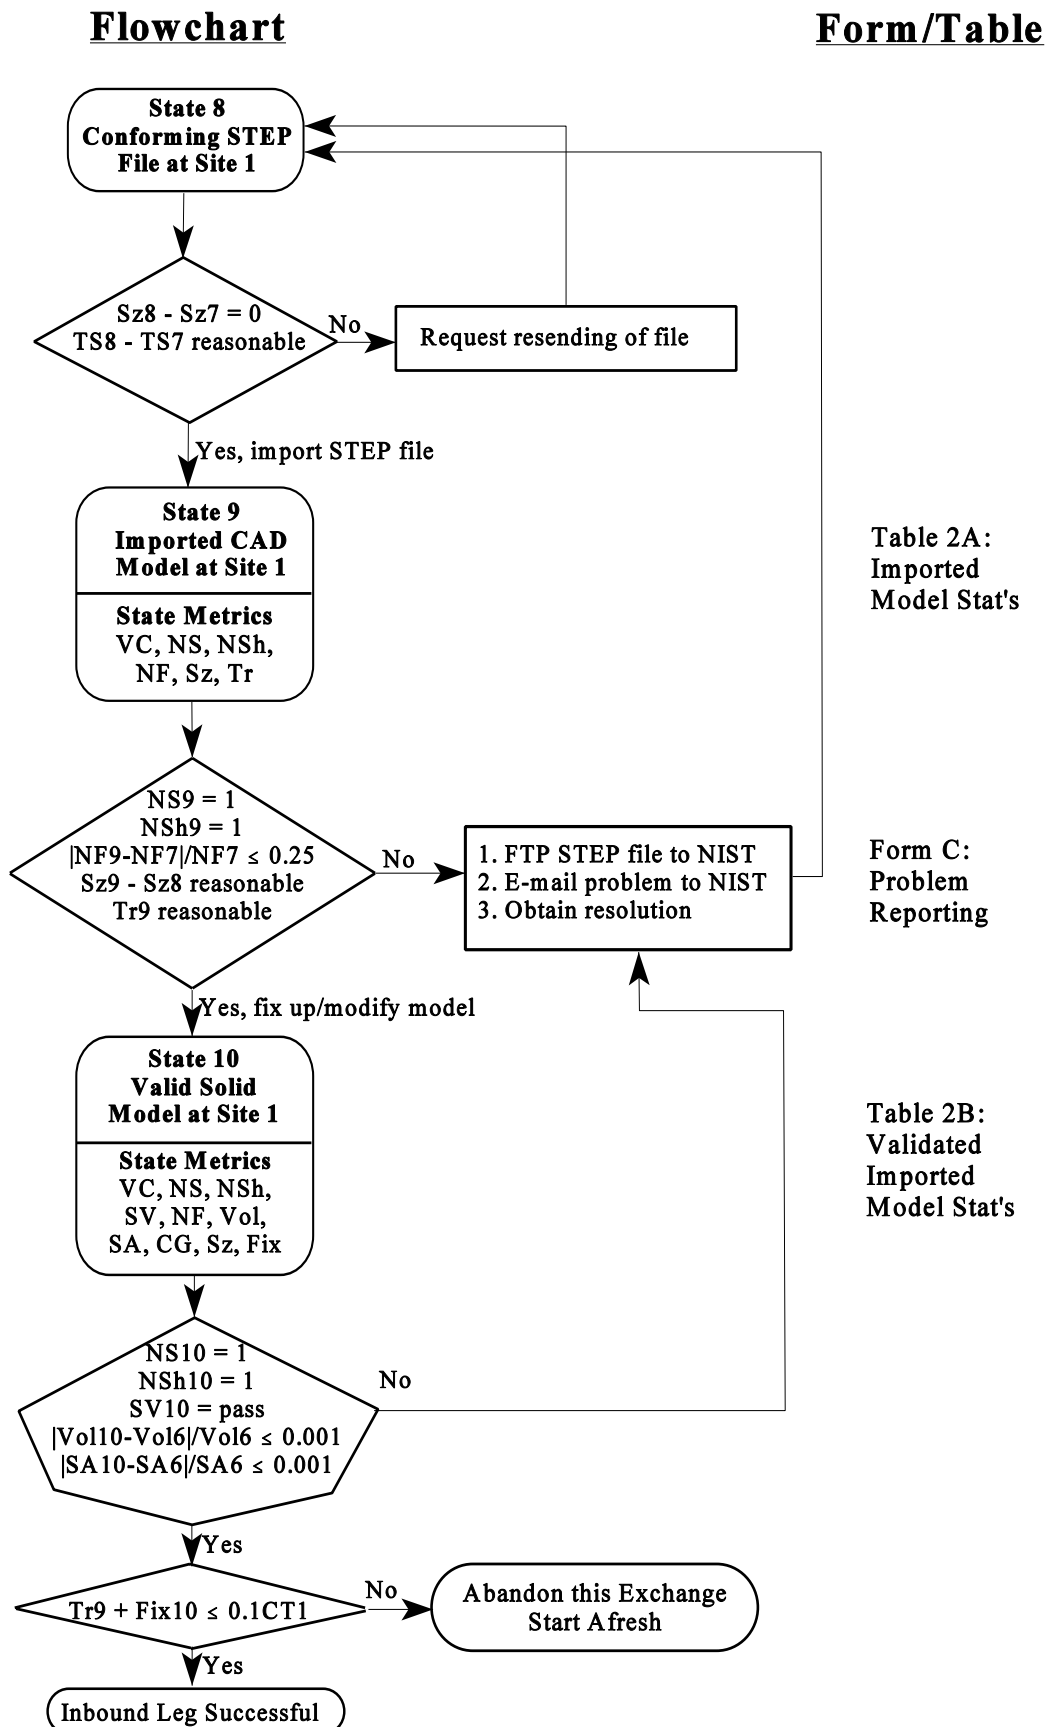 Flowchart
Form/Table
State 8
Conforming STEP
File at Site 1
Sz8 - Sz7 = 0
TS8 - TS7 reasonable
No
Request resending of file
Yes, import STEP file
State 9
Imported CAD
Model at Site 1
State Metrics
VC, NS, NSh,
NF, Sz, Tr
Table 2A:
Imported
Model Stat's
NS9 = 1
NSh9 = 1
|NF9-NF7|/NF7 ≤ 0.25
Sz9 - Sz8 reasonable
Tr9 reasonable
No
1. FTP STEP file to NIST
2. E-mail problem to NIST
3. Obtain resolution
Form C:
Problem
Reporting
Yes, fix up/modify model
State 10
Valid Solid
Model at Site 1
State Metrics
VC, NS, NSh,
SV, NF, Vol,
SA, CG, Sz, Fix
Table 2B:
Validated
Imported
Model Stat's
NS10 = 1
NSh10 = 1
SV10 = pass
|Vol10-Vol6|/Vol6 ≤ 0.001
|SA10-SA6|/SA6 ≤ 0.001
No
Yes
Tr9 + Fix10 ≤ 0.1CT1
No
Abandon this Exchange
Start Afresh
Yes
Inbound Leg Successful